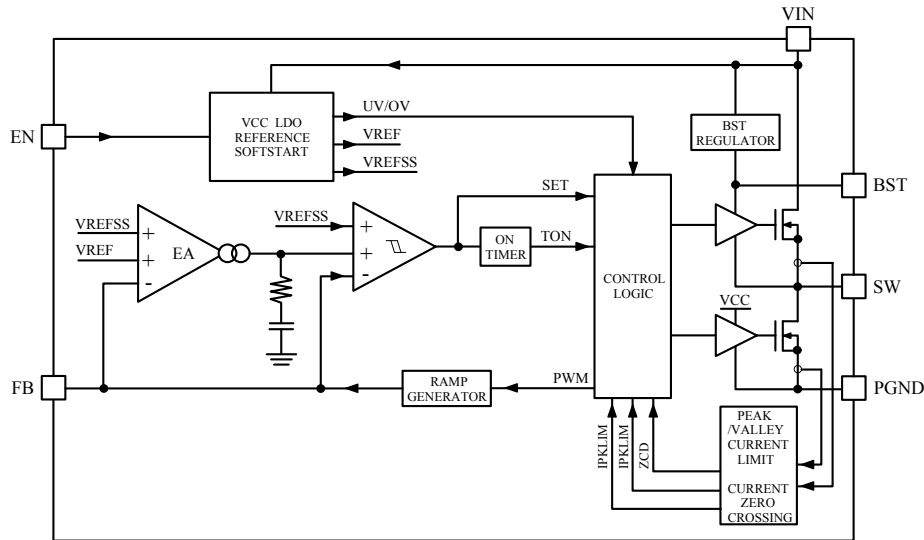 VIN
EN
VCC LDO
REFERENCE
SOFTSTART
UV/OV
VREF
VREFSS
BST
REGULATOR
BST
SET
VREFSS
+
+
-
VREFSS
VREF
+
+
-
EA
ON
TIMER
TON
CONTROL
LOGIC
SW
VCC
FB
RAMP
GENERATOR
PWM
PGND
IPKLIM
IPKLIM
ZCD
PEAK
/VALLEY
CURRENT
LIMIT
CURRENT
ZERO
CROSSING